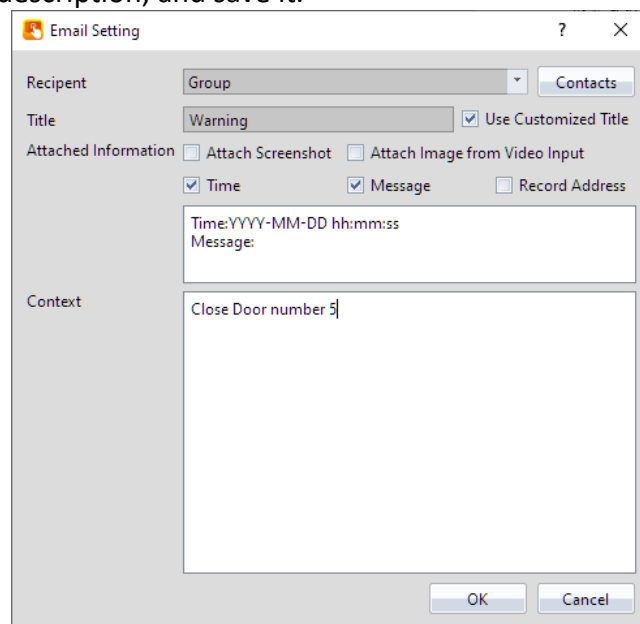 description, and save it.
Email Setting ? ×
Recipent Group Contacts
Title Warning Use Customized Title
Attached Information Attach Screenshot Attach Image from Video Input
Time Message Record Address
Time:YYYY-MM-DD hh:mm:ss
Message:
Context Close Door number 5
OK Cancel